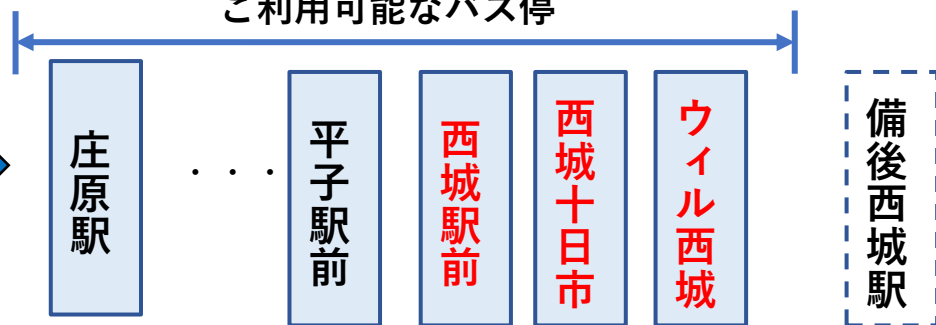 ご利用可能なバス停
庄原駅
・・・
平子駅前
西城駅前
西城十日市
ウィル西城
備後西城駅